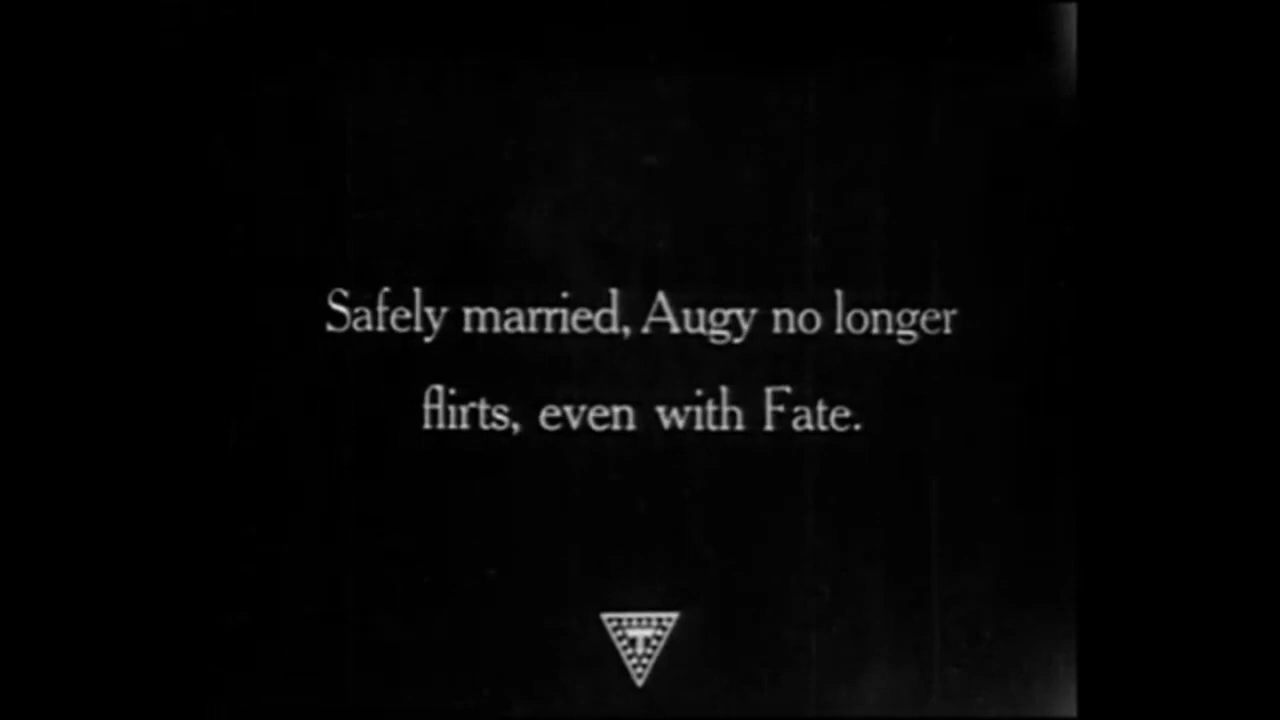 Safely married, Augy no longer
flirts, even with Fate.
T